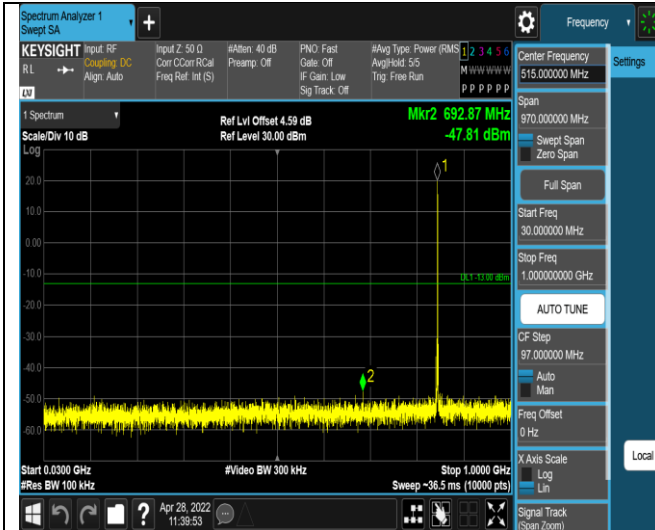 Spectrum Analyzer 1
Swept SA
+
Frequency
KEYSIGHT
RL
LXI
Input: RF
Coupling: DC
Align: Auto
Input Z: 50 Ω
Corr CCorr RCal
Freq Ref: Int (S)
#Atten: 40 dB
Preamp: Off
PNO: Fast
Gate: Off
IF Gain: Low
Sig Track: Off
#Avg Type: Power (RMS
Avg|Hold: 5/5
Trig: Free Run
1 2 3 4 5 6
M W W W W W
P P P P P P
1 Spectrum
Scale/Div 10 dB
Log
Ref Lvl Offset 4.59 dB
Ref Level 30.00 dBm
Mkr2 692.87 MHz
-47.81 dBm
1
20.0
10.0
0.00
-10.0
DL1 -13.00 dBm
-20.0
-30.0
-40.0
2
-50.0
-60.0
Start 0.0300 GHz
#Res BW 100 kHz
#Video BW 300 kHz
Stop 1.0000 GHz
Sweep ~36.5 ms (10000 pts)
?
Apr 28, 2022
11:39:53
Center Frequency
515.000000 MHz
Settings
Span
970.000000 MHz
Swept Span
Zero Span
Full Span
Start Freq
30.000000 MHz
Stop Freq
1.000000000 GHz
AUTO TUNE
CF Step
97.000000 MHz
Auto
Man
Freq Offset
0 Hz
X Axis Scale
Log
Lin
Local
Signal Track
(Span Zoom)